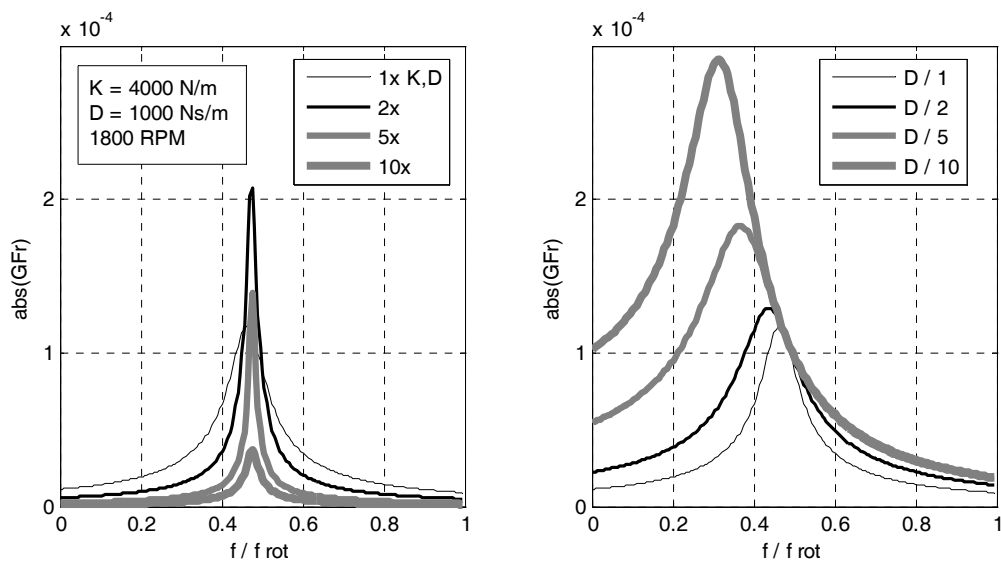 x 10⁻⁴
K = 4000 N/m
D = 1000 Ns/m
1800 RPM
1x K,D
2x
5x
10x
2
1
0
abs(GFr)
0 0.2 0.4 0.6 0.8 1
f / f rot
x 10⁻⁴
D / 1
D / 2
D / 5
D / 10
2
1
0
abs(GFr)
0 0.2 0.4 0.6 0.8 1
f / f rot